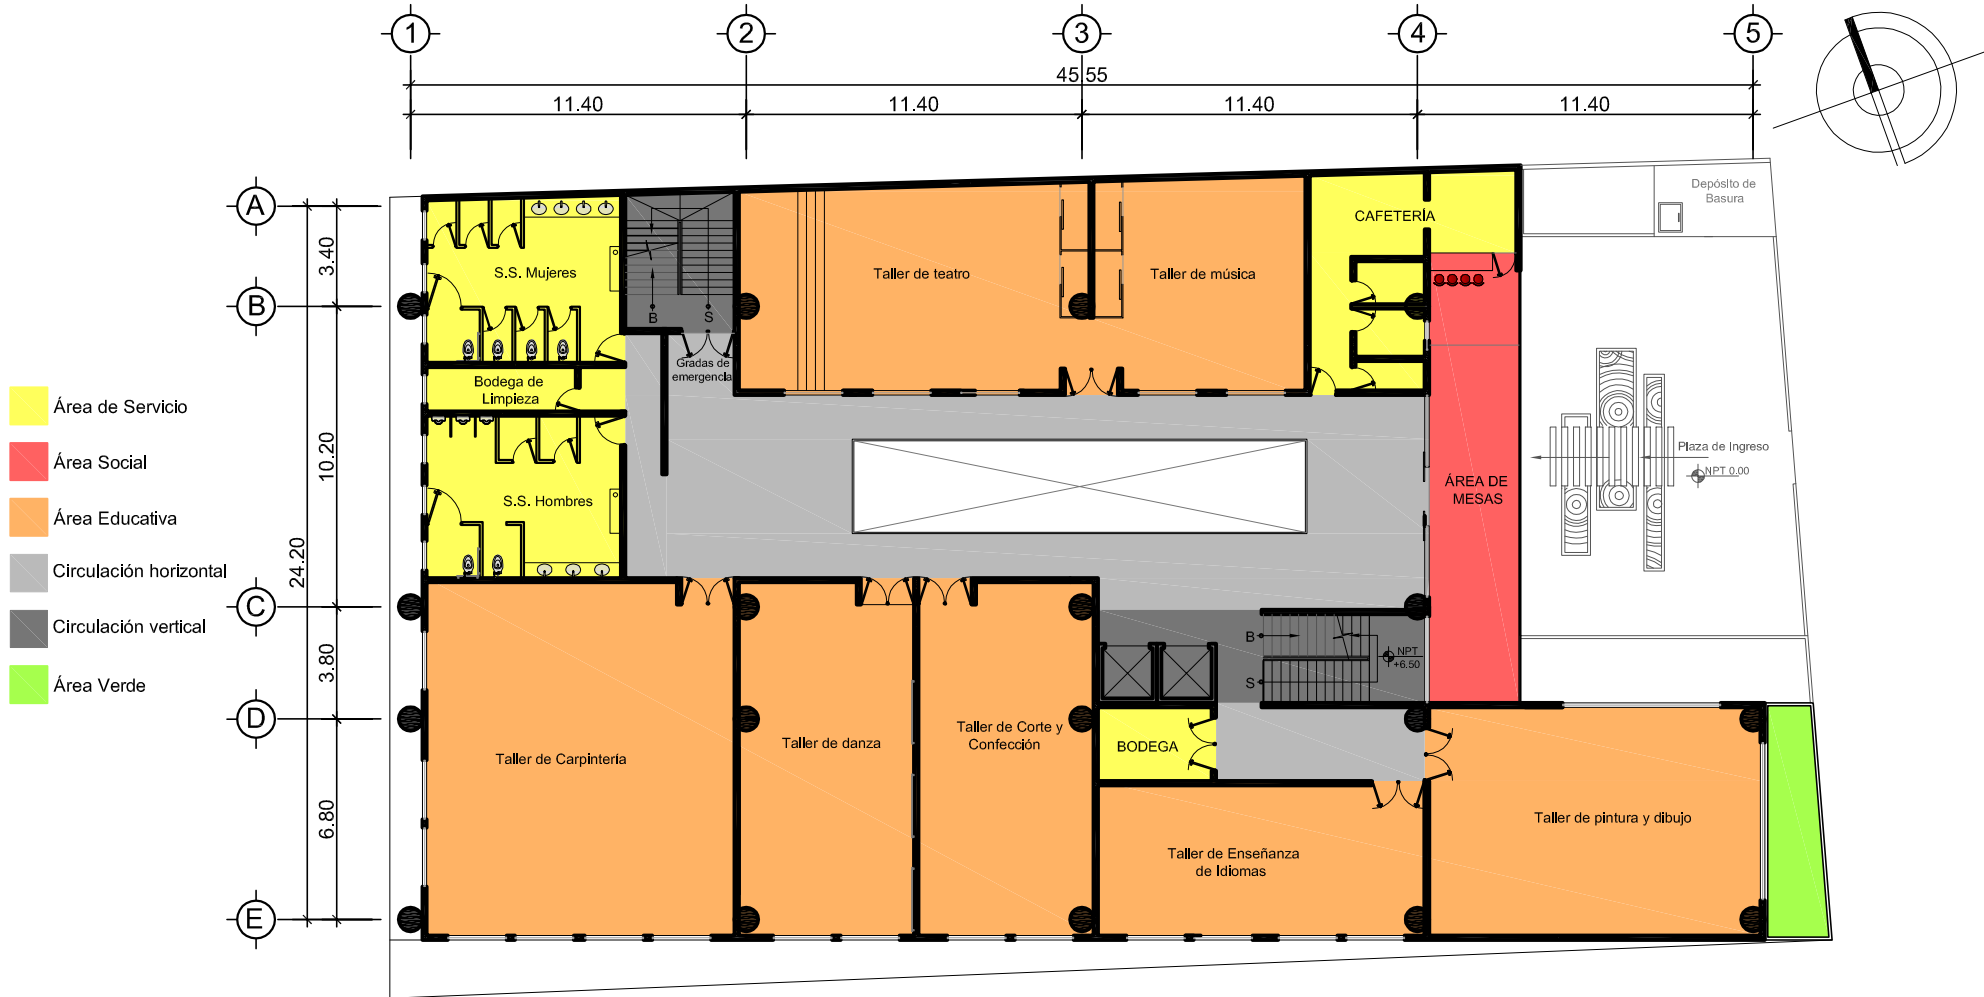 1
2
3
4
5
45.55
11.40
11.40
11.40
11.40
A
B
C
D
E
3.40
10.20
3.80
6.80
24.20
Área de Servicio
Área Social
Área Educativa
Circulación horizontal
Circulación vertical
Área Verde
S.S. Mujeres
Bodega de
Limpieza
S.S. Hombres
B
S
Gradas de
emergencia
Taller de teatro
Taller de música
CAFETERÍA
Depósito de
Basura
Plaza de Ingreso
NPT 0.00
ÁREA DE
MESAS
B
S
NPT
+6.50
BODEGA
Taller de Carpintería
Taller de danza
Taller de Corte y
Confección
Taller de Enseñanza
de Idiomas
Taller de pintura y dibujo